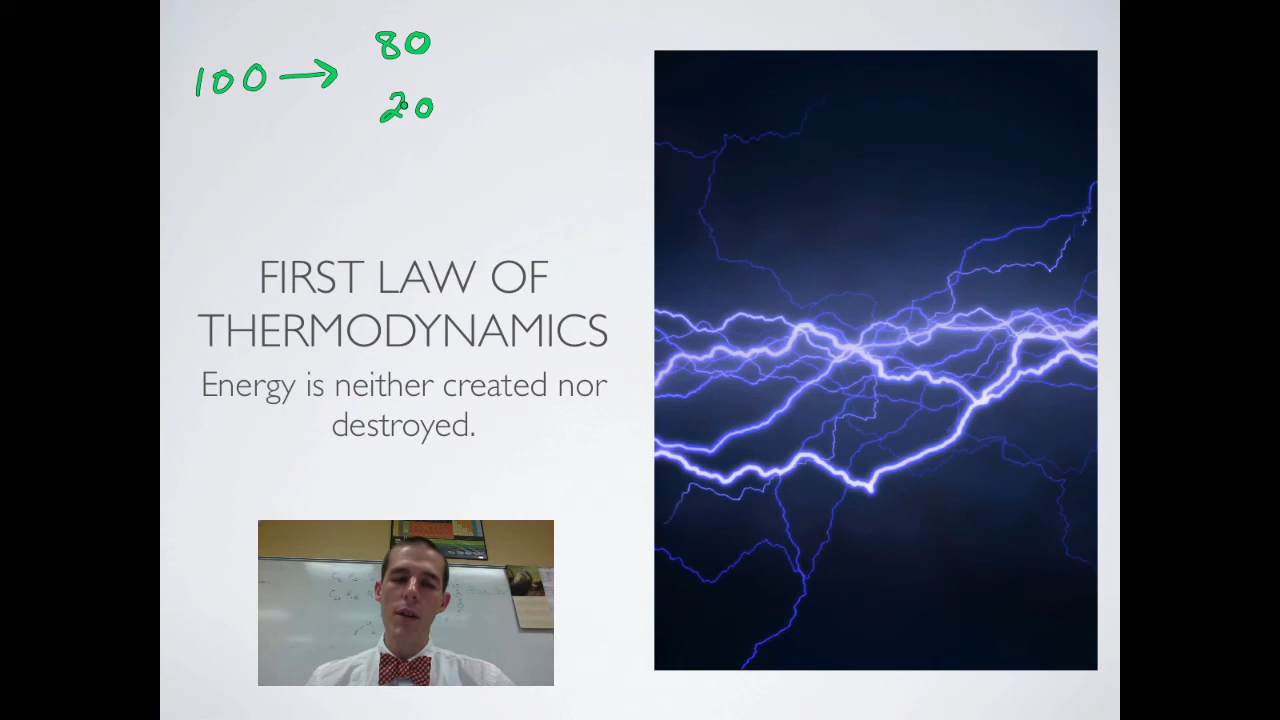 80
100 →
20
FIRST LAW OF
THERMODYNAMICS
Energy is neither created nor
destroyed.